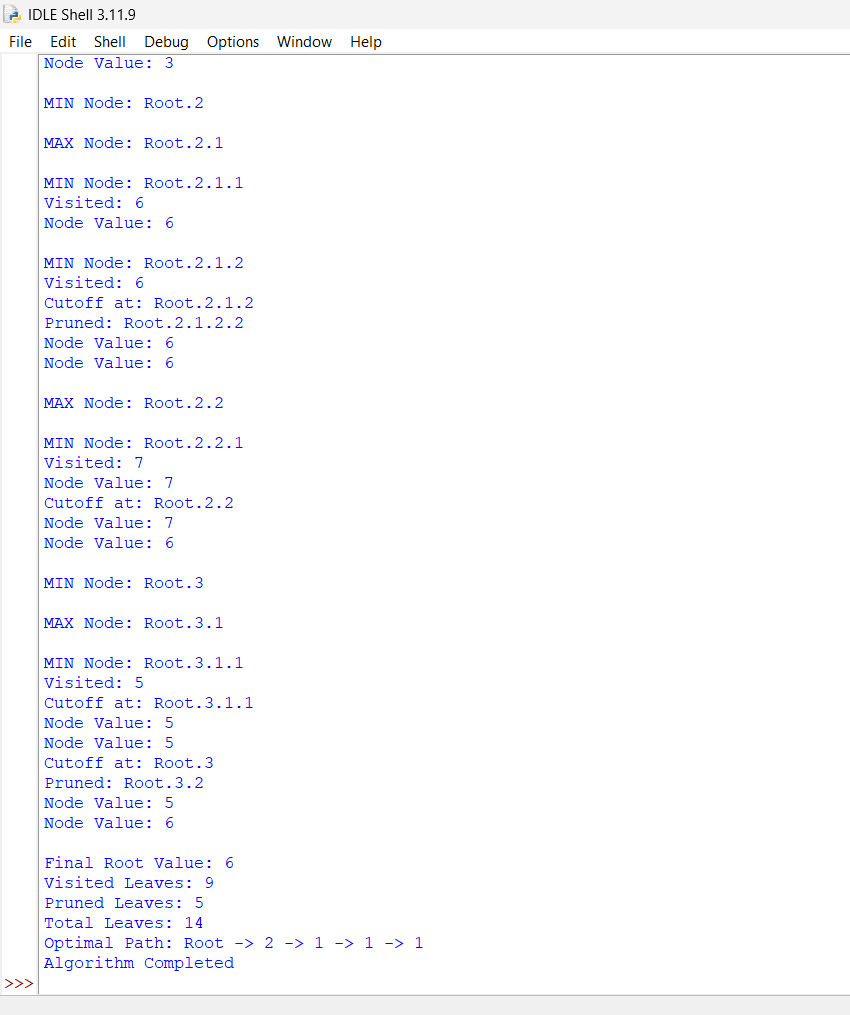 IDLE Shell 3.11.9
File Edit Shell Debug Options Window Help
Node Value: 3
MIN Node: Root.2
MAX Node: Root.2.1
MIN Node: Root.2.1.1
Visited: 6
Node Value: 6
MIN Node: Root.2.1.2
Visited: 6
Cutoff at: Root.2.1.2
Pruned: Root.2.1.2.2
Node Value: 6
Node Value: 6
MAX Node: Root.2.2
MIN Node: Root.2.2.1
Visited: 7
Node Value: 7
Cutoff at: Root.2.2
Node Value: 7
Node Value: 6
MIN Node: Root.3
MAX Node: Root.3.1
MIN Node: Root.3.1.1
Visited: 5
Cutoff at: Root.3.1.1
Node Value: 5
Node Value: 5
Cutoff at: Root.3
Pruned: Root.3.2
Node Value: 5
Node Value: 6
Final Root Value: 6
Visited Leaves: 9
Pruned Leaves: 5
Total Leaves: 14
Optimal Path: Root -> 2 -> 1 -> 1 -> 1
Algorithm Completed
>>>